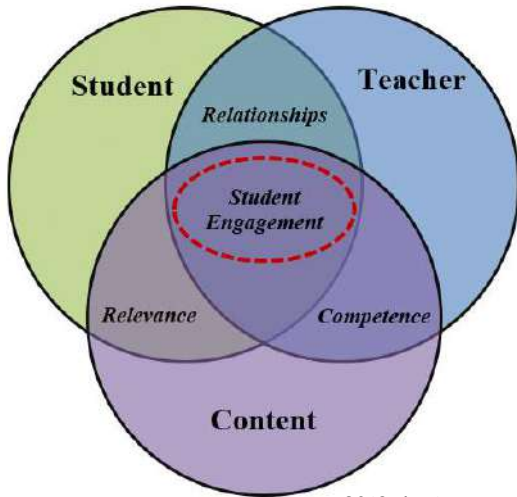 Student
Teacher
Relationships
Student
Engagement
Relevance
Competence
Content